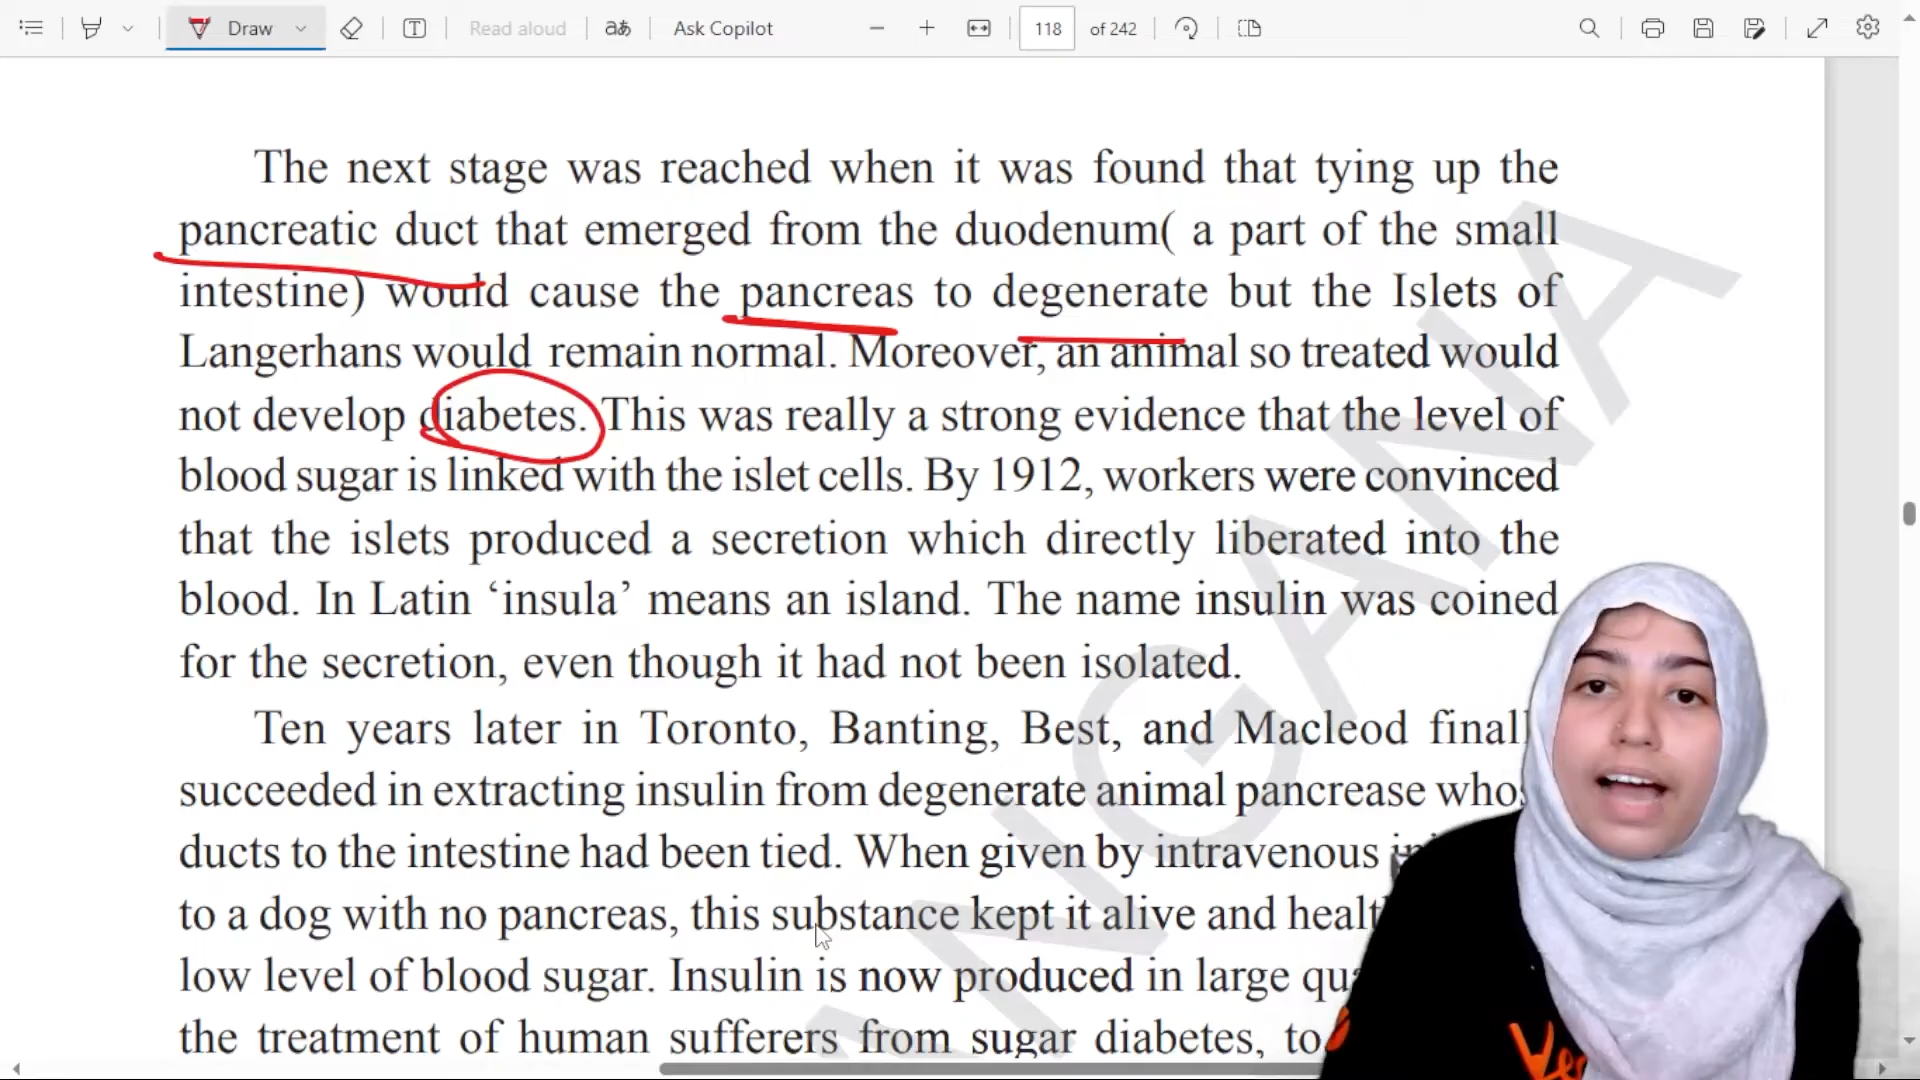 Draw
Read aloud
aあ
Ask Copilot
118 of 242
The next stage was reached when it was found that tying up the
pancreatic duct that emerged from the duodenum( a part of the small
intestine) would cause the pancreas to degenerate but the Islets of
Langerhans would remain normal. Moreover, an animal so treated would
not develop diabetes. This was really a strong evidence that the level of
blood sugar is linked with the islet cells. By 1912, workers were convinced
that the islets produced a secretion which directly liberated into the
blood. In Latin ‘insula’ means an island. The name insulin was coined
for the secretion, even though it had not been isolated.
Ten years later in Toronto, Banting, Best, and Macleod finall
succeeded in extracting insulin from degenerate animal pancrease whos
ducts to the intestine had been tied. When given by intravenous
to a dog with no pancreas, this substance kept it alive and healt
low level of blood sugar. Insulin is now produced in large qua
the treatment of human sufferers from sugar diabetes, to
NGANA
Ve